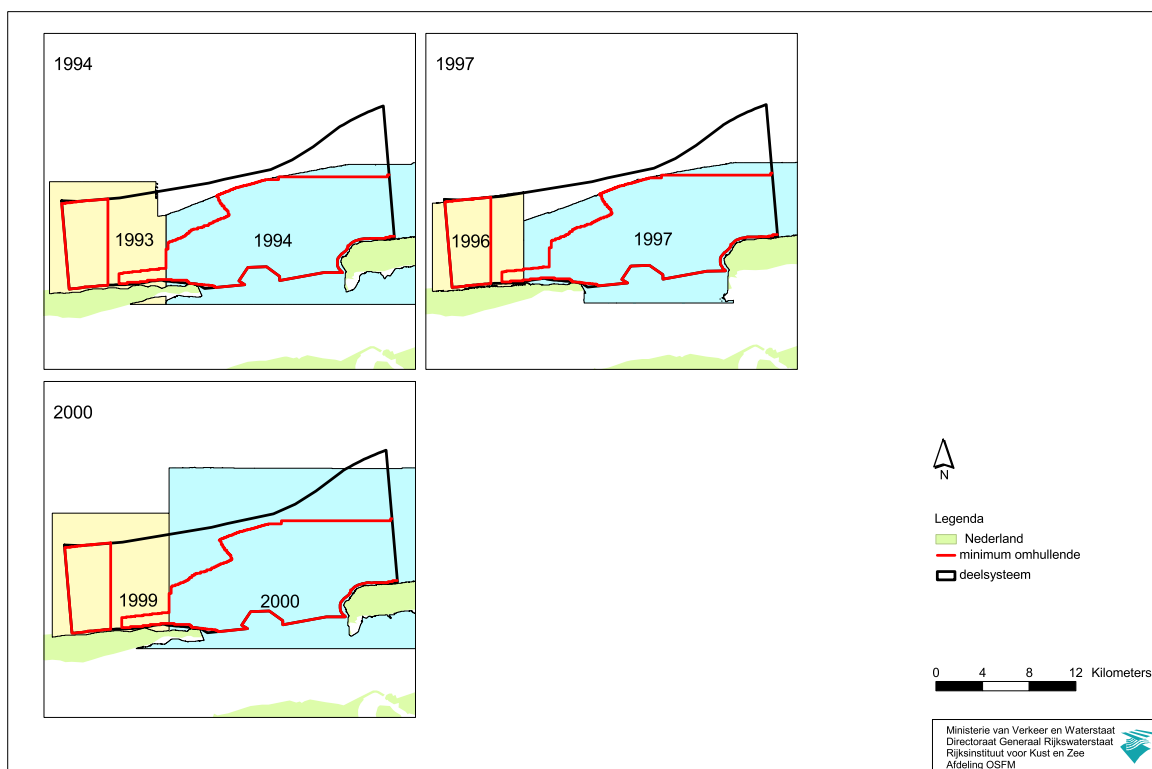 1994
1993
1994
1997
1996
1997
2000
1999
2000
N
Legenda
Nederland
minimum omhullende
deelsysteem
0 4 8 12 Kilometers
Ministerie van Verkeer en Waterstaat
Directoraat Generaal Rijkswaterstaat
Rijksinstituut voor Kust en Zee
Afdeling OSFM